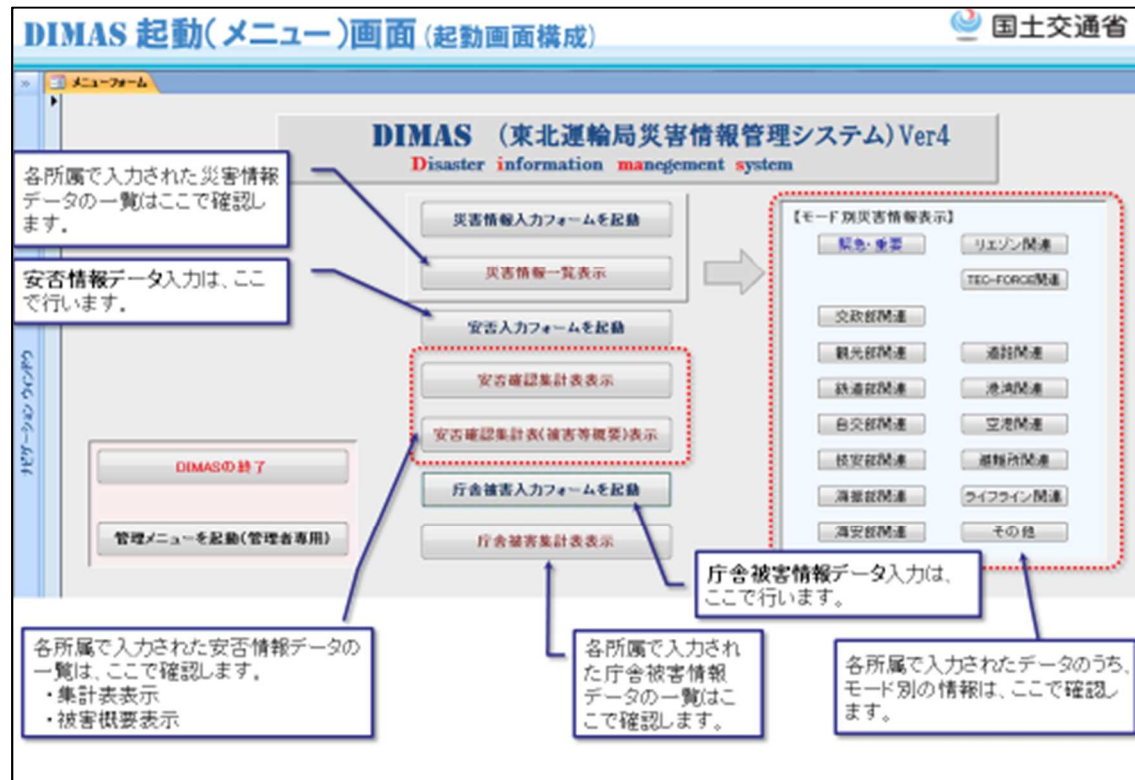 DIMAS 起動(メニュー)画面 (起動画面構成)
国土交通省
メニューフォーム
DIMAS (東北運輸局災害情報管理システム) Ver4
Disaster information manegement system
各所属で入力された災害情報
データの一覧はここで確認し
ます。
安否情報データ入力は、ここ
で行います。
災害情報入力フォームを起動
災害情報一覧表示
安否入力フォームを起動
安否確認集計表表示
安否確認集計表(被害等概要)表示
庁舎被害入力フォームを起動
庁舎被害集計表表示
ナビゲーション ウィンドウ
DIMASの終了
管理メニューを起動(管理者専用)
【モード別災害情報表示】
緊急・重要
リエゾン関連
TEC-FORCE関連
交政部関連
観光部関連
道路関連
鉄道部関連
港湾関連
自交部関連
空港関連
技安部関連
避難所関連
海振部関連
ライフライン関連
海安部関連
その他
庁舎被害情報データ入力は、
ここで行います。
各所属で入力された安否情報データの
一覧は、ここで確認します。
・集計表表示
・被害概要表示
各所属で入力され
た庁舎被害情報
データの一覧はこ
こで確認します。
各所属で入力されたデータのうち、
モード別の情報は、ここで確認し
ます。